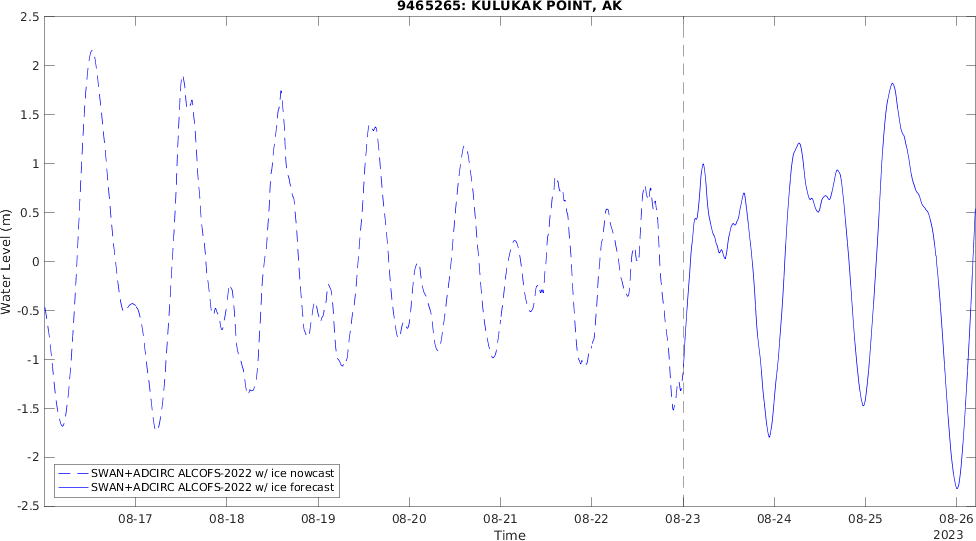 9465265: KULUKAK POINT, AK
2.5
2
1.5
1
0.5
0
-0.5
-1
-1.5
-2
-2.5
Water Level (m)
SWAN+ADCIRC ALCOFS-2022 w/ ice nowcast
SWAN+ADCIRC ALCOFS-2022 w/ ice forecast
08-17 08-18 08-19 08-20 08-21 08-22 08-23 08-24 08-25 08-26
Time
2023